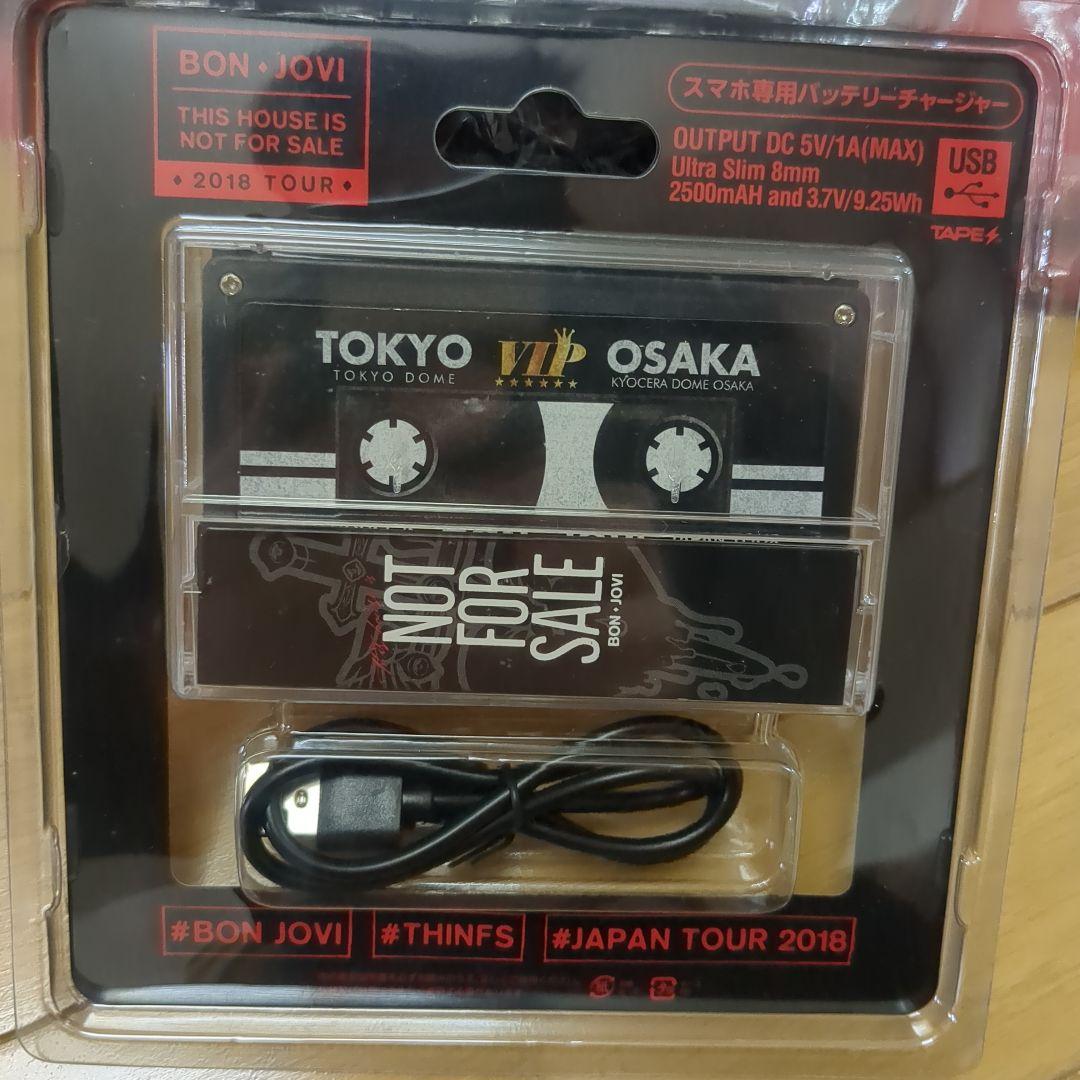 BON♦JOVI
THIS HOUSE IS
NOT FOR SALE
♦ 2018 TOUR ♦
スマホ専用バッテリーチャージャー
OUTPUT DC 5V/1A(MAX)
Ultra Slim 8mm
2500mAH and 3.7V/9.25Wh
USB
TAPES
TOKYO
TOKYO DOME
VIP
★★★★★★
OSAKA
KYOCERA DOME OSAKA
NOT
FOR
SALE
BON♦JOVI
#BON JOVI
#THINFS
#JAPAN TOUR 2018